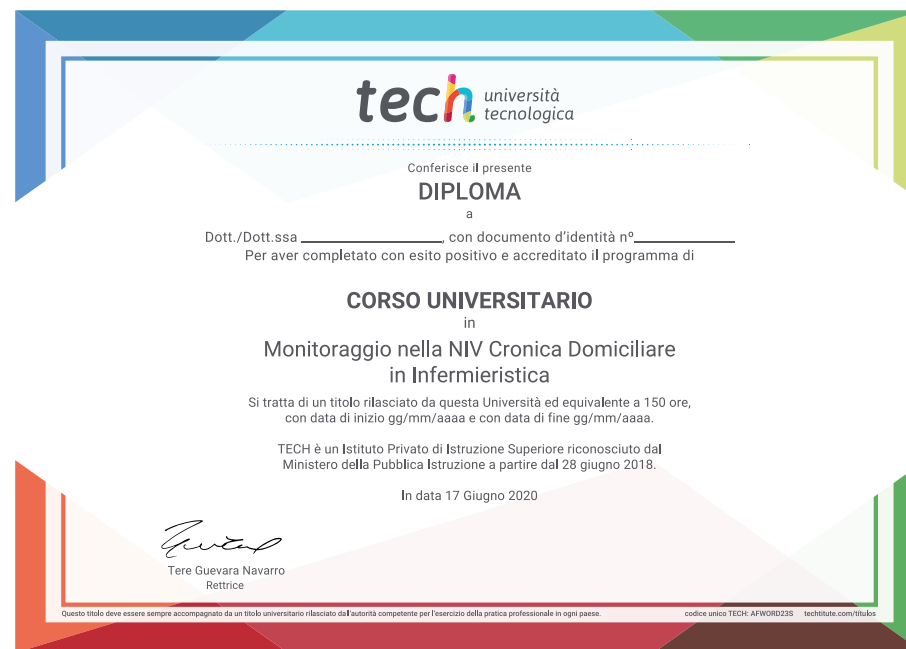 tech università
tecnologica
Conferisce il presente
DIPLOMA
a
Dott./Dott.ssa ____________________, con documento d'identità nº______________
Per aver completato con esito positivo e accreditato il programma di
CORSO UNIVERSITARIO
in
Monitoraggio nella NIV Cronica Domiciliare
in Infermieristica
Si tratta di un titolo rilasciato da questa Università ed equivalente a 150 ore,
con data di inizio gg/mm/aaaa e con data di fine gg/mm/aaaa.
TECH è un Istituto Privato di Istruzione Superiore riconosciuto dal
Ministero della Pubblica Istruzione a partire dal 28 giugno 2018.
In data 17 Giugno 2020
Tere Guevara Navarro
Rettrice
Questo titolo deve essere sempre accompagnato da un titolo universitario rilasciato dall'autorità competente per l'esercizio della pratica professionale in ogni paese. codice unico TECH: AFWORD23S techtitute.com/títulos